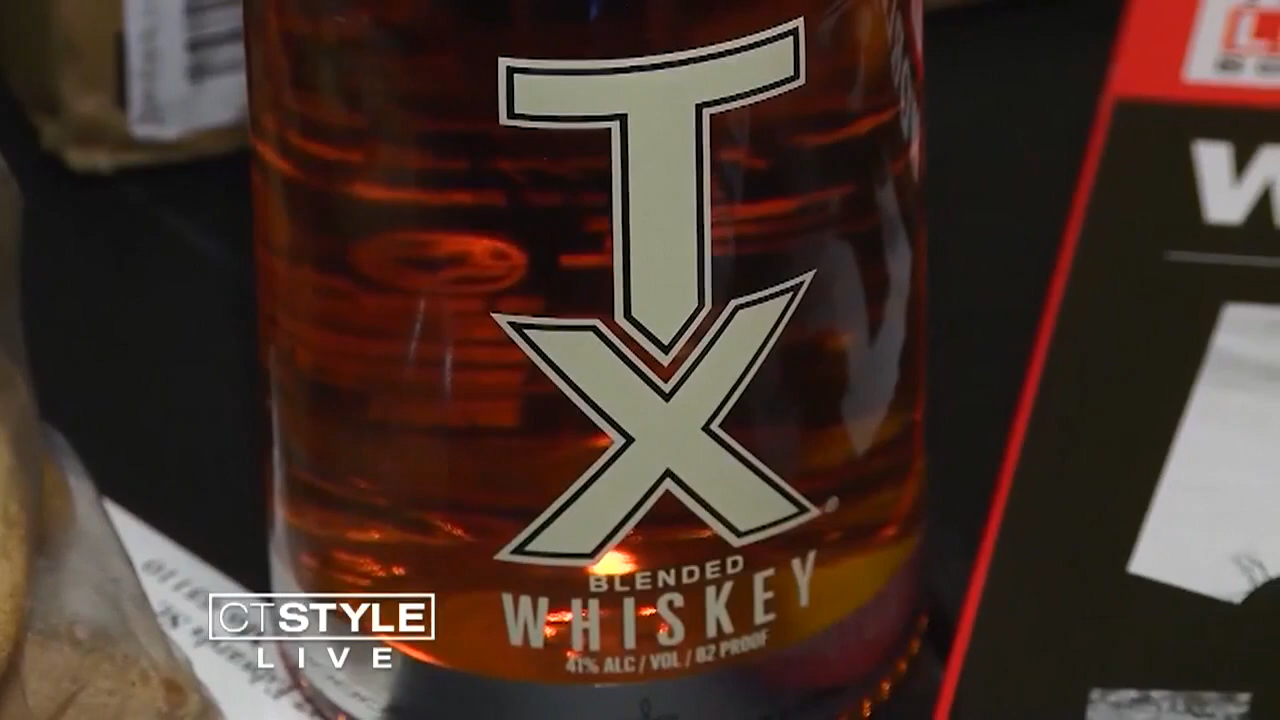 T
X
BLENDED
WHISKEY
41% ALC / VOL / 82 PROOF
CT STYLE
LIVE
W